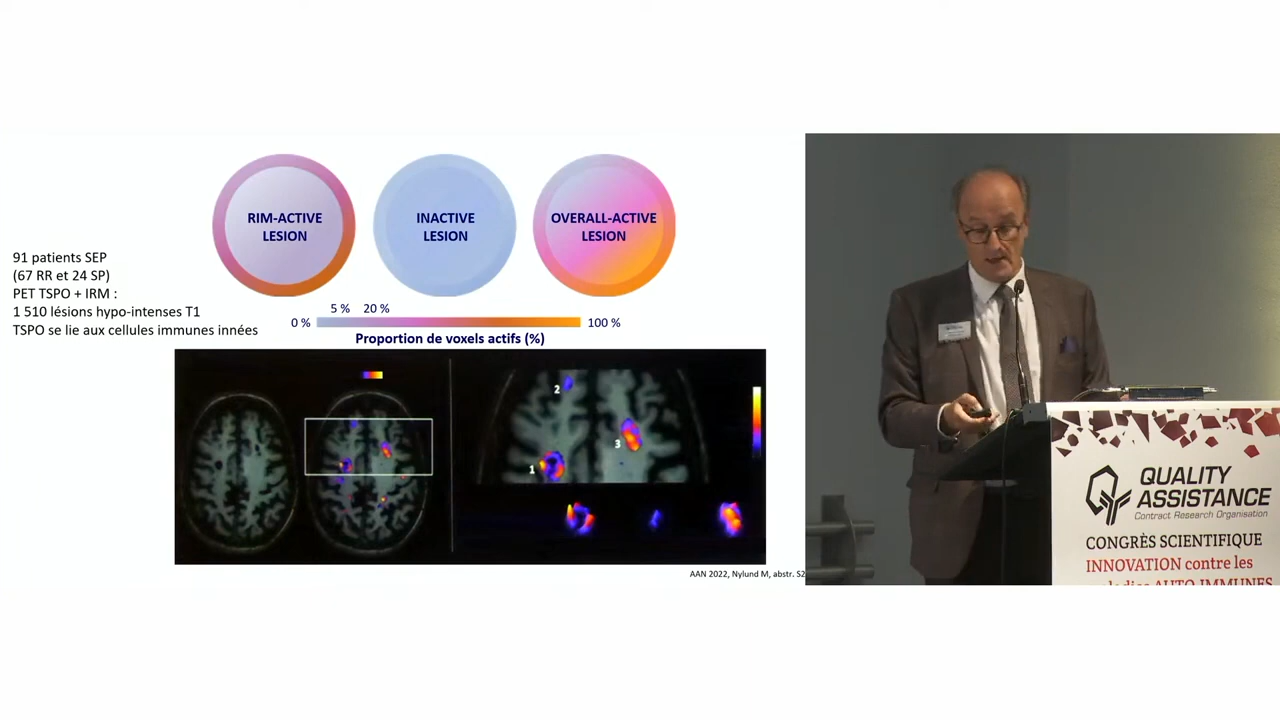 RIM-ACTIVE
LESION
INACTIVE
LESION
OVERALL-ACTIVE
LESION
91 patients SEP
(67 RR et 24 SP)
PET TSPO + IRM :
1 510 lésions hypo-intenses T1
TSPO se lie aux cellules immunes innées
5 % 20 %
0 % 100 %
Proportion de voxels actifs (%)
2
3
1
AAN 2022, Nylund M, abstr. S2
QUALITY
ASSISTANCE
Contract Research Organisation
CONGRÈS SCIENTIFIQUE
INNOVATION contre les
AUTO-IMMUNES